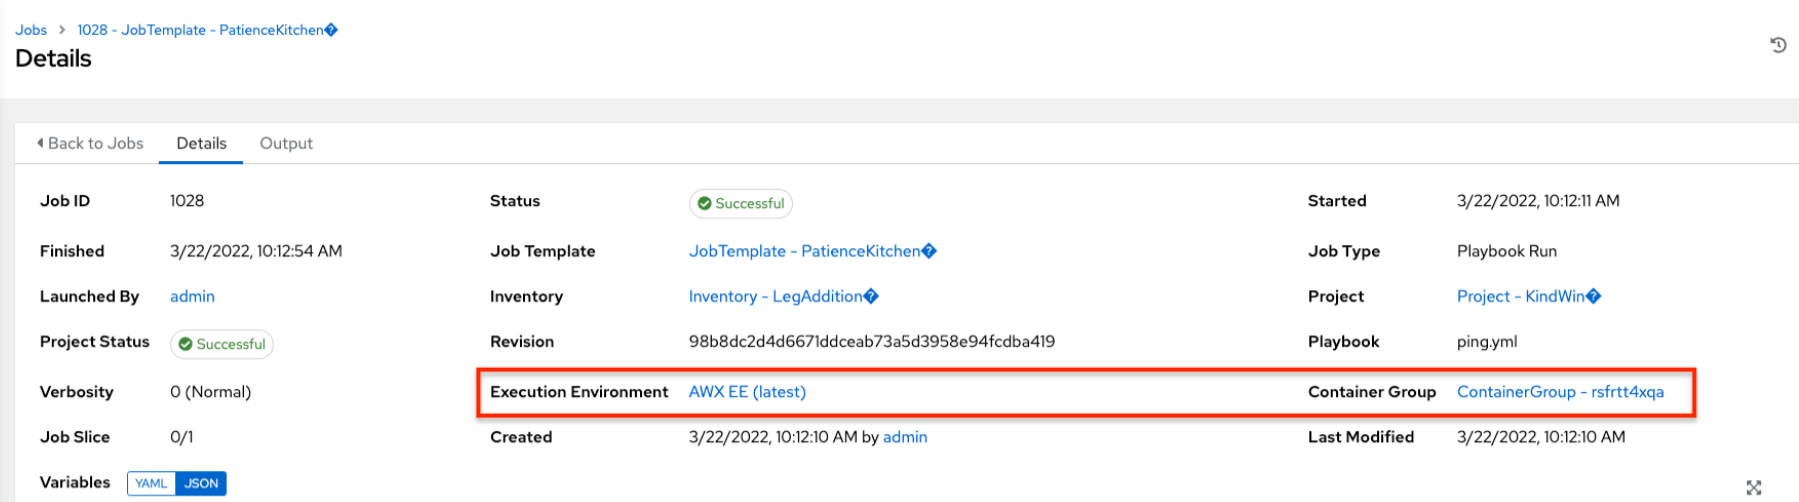 Jobs > 1028 - JobTemplate - PatienceKitchen�
Details
Back to Jobs Details Output
Job ID 1028 Status Successful Started 3/22/2022, 10:12:11 AM
Finished 3/22/2022, 10:12:54 AM Job Template JobTemplate - PatienceKitchen� Job Type Playbook Run
Launched By admin Inventory Inventory - LegAddition� Project Project - KindWin�
Project Status Successful Revision 98b8dc2d4d6671ddceab73a5d3958e94fcdba419 Playbook ping.yml
Verbosity 0 (Normal) Execution Environment AWX EE (latest) Container Group ContainerGroup - rsfrtt4xqa
Job Slice 0/1 Created 3/22/2022, 10:12:10 AM by admin Last Modified 3/22/2022, 10:12:10 AM
Variables YAML JSON